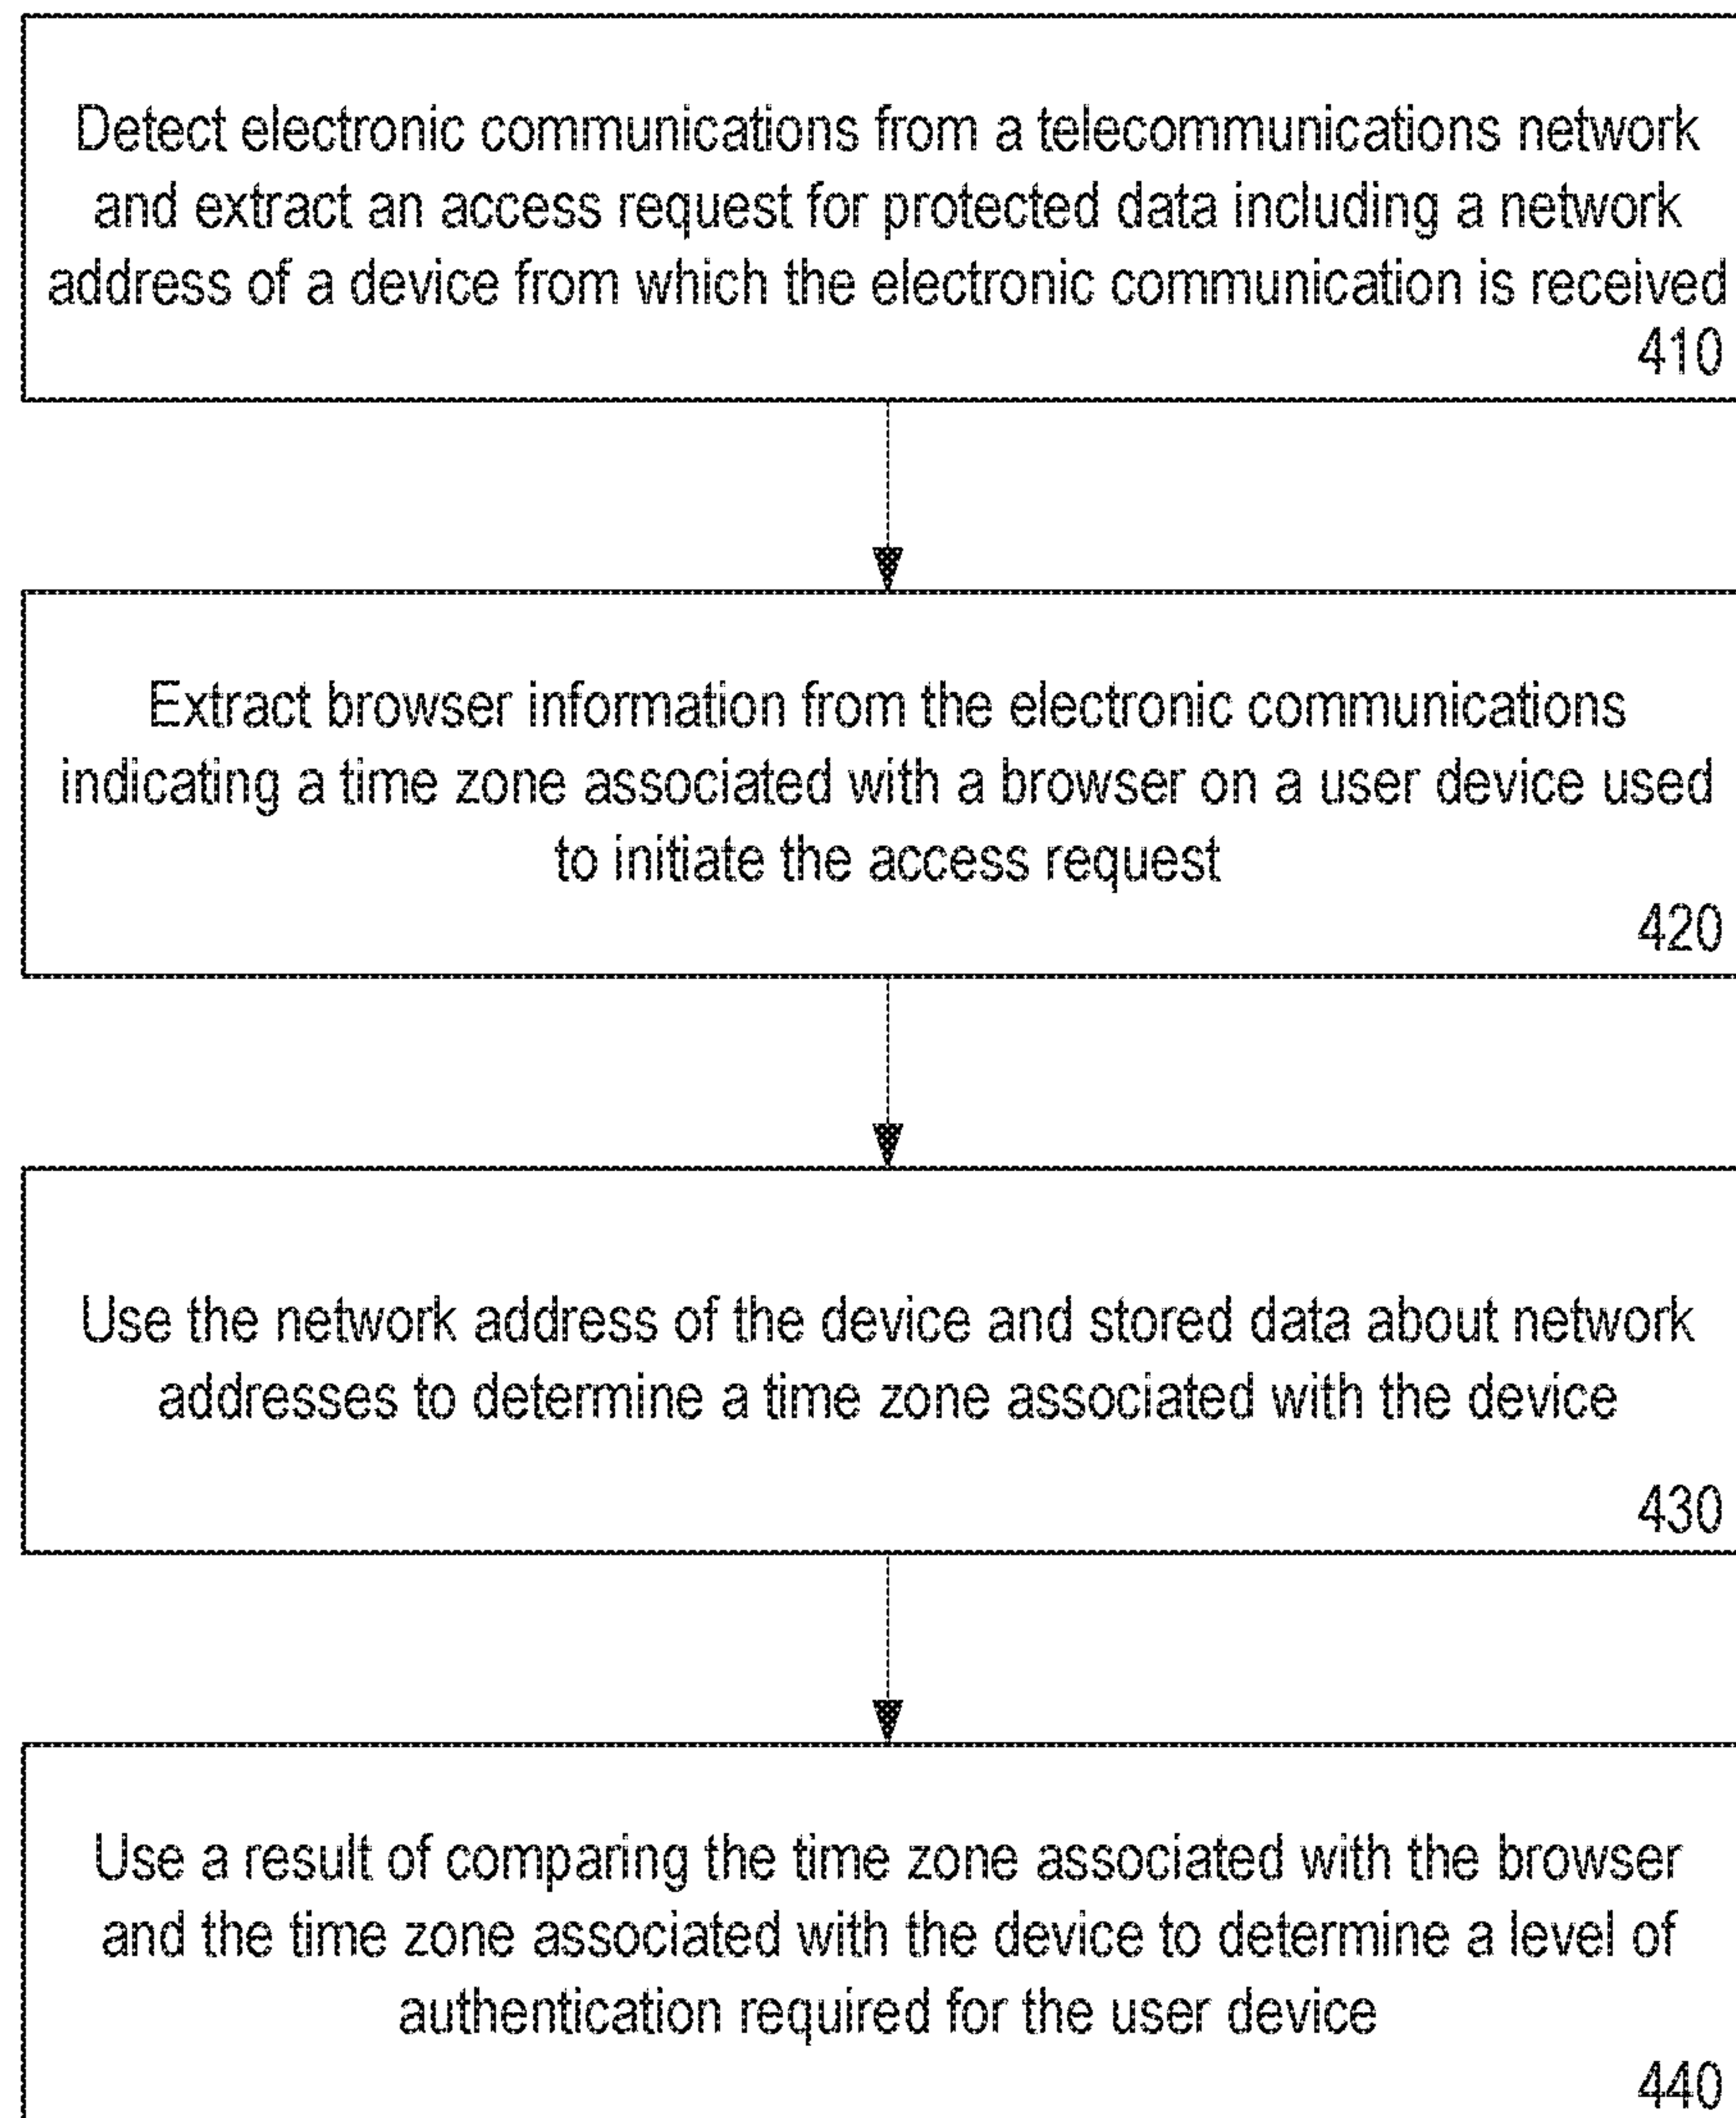 Detect electronic communications from a telecommunications network
and extract an access request for protected data including a network
address of a device from which the electronic communication is received
410
Extract browser information from the electronic communications
indicating a time zone associated with a browser on a user device used
to initiate the access request
420
Use the network address of the device and stored data about network
addresses to determine a time zone associated with the device
430
Use a result of comparing the time zone associated with the browser
and the time zone associated with the device to determine a level of
authentication required for the user device
440